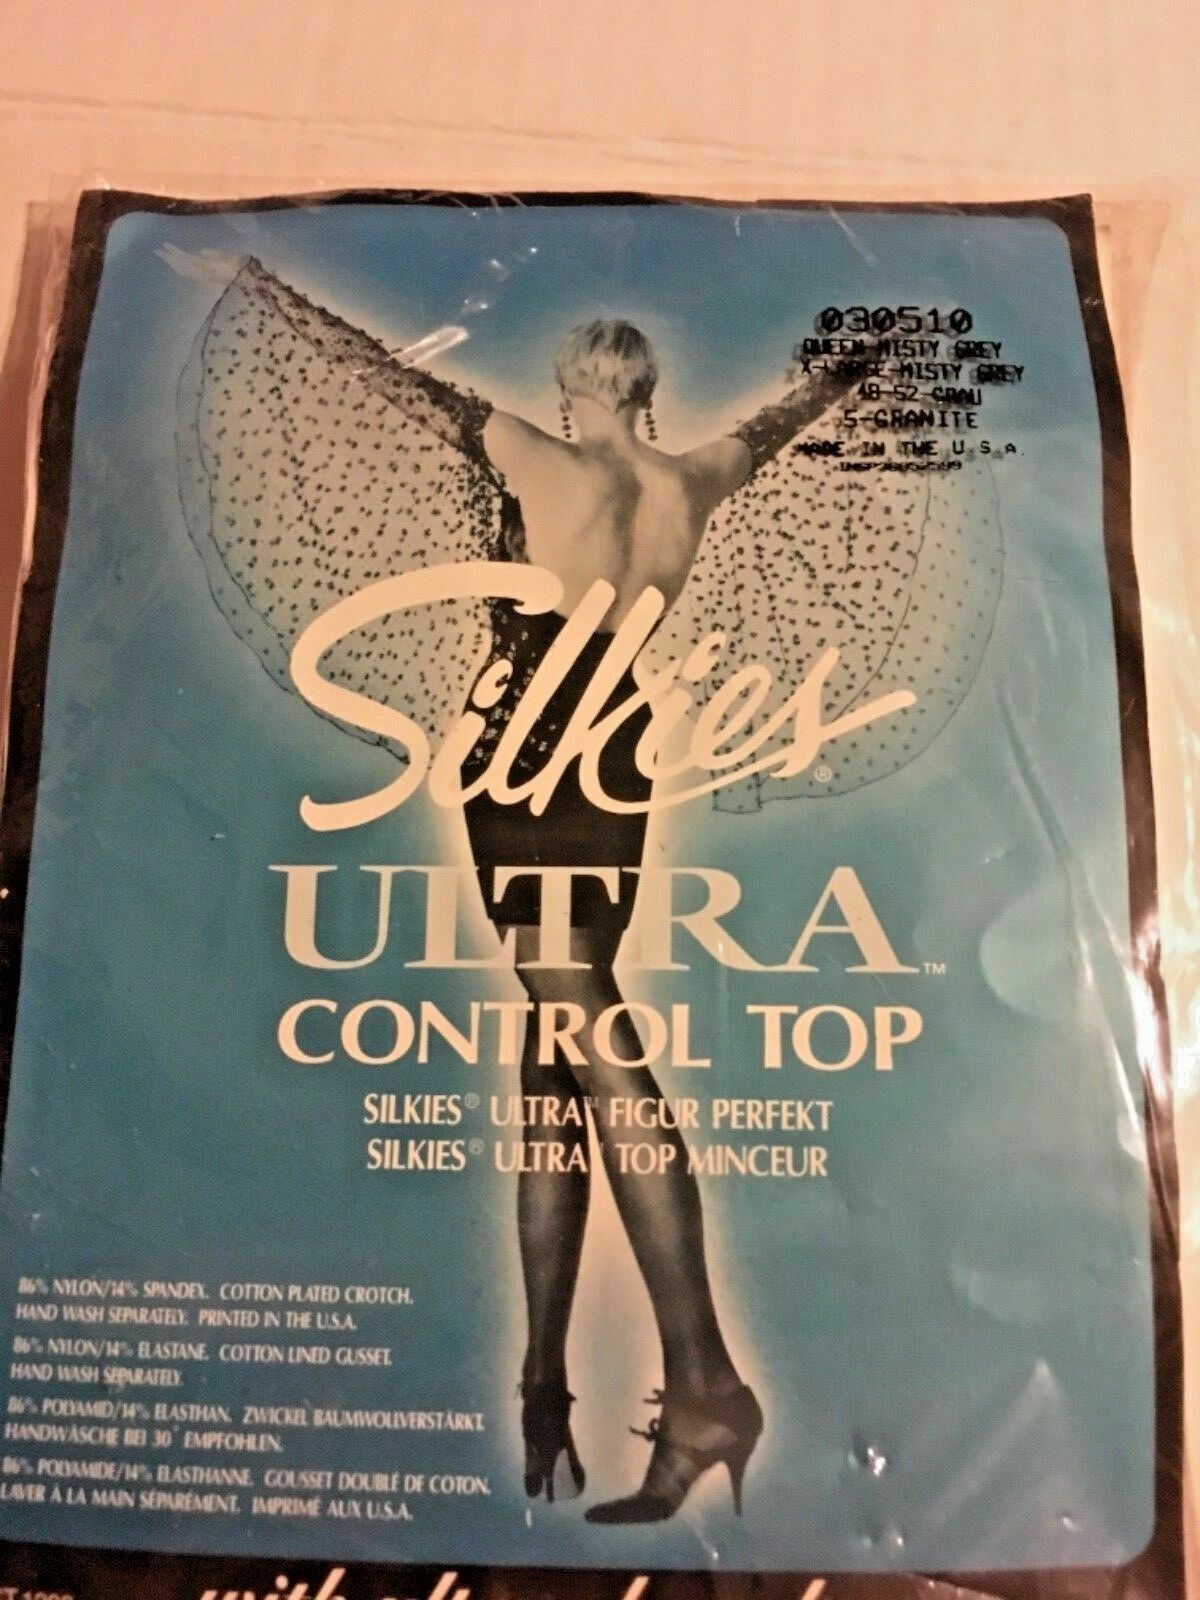 030510
QUEEN-MISTY GREY
X-LARGE-MISTY GREY
48-52-GRAU
5-GRANITE
MADE IN THE U.S.A.
Silkies®
ULTRA™
CONTROL TOP
SILKIES® ULTRA™ FIGUR PERFEKT
SILKIES® ULTRA TOP MINCEUR
86% NYLON/14% SPANDEX. COTTON PLATED CROTCH.
HAND WASH SEPARATELY. PRINTED IN THE U.S.A.
86% NYLON/14% ELASTANE. COTTON LINED GUSSET.
HAND WASH SEPARATELY.
86% POLYAMID/14% ELASTHAN. ZWICKEL BAUMWOLLVERSTÄRKT.
HANDWÄSCHE BEI 30° EMPFOHLEN.
86% POLYAMIDE/14% ELASTHANNE. GOUSSET DOUBLÉ DE COTON.
LAVER À LA MAIN SÉPARÉMENT. IMPRIMÉ AUX U.S.A.